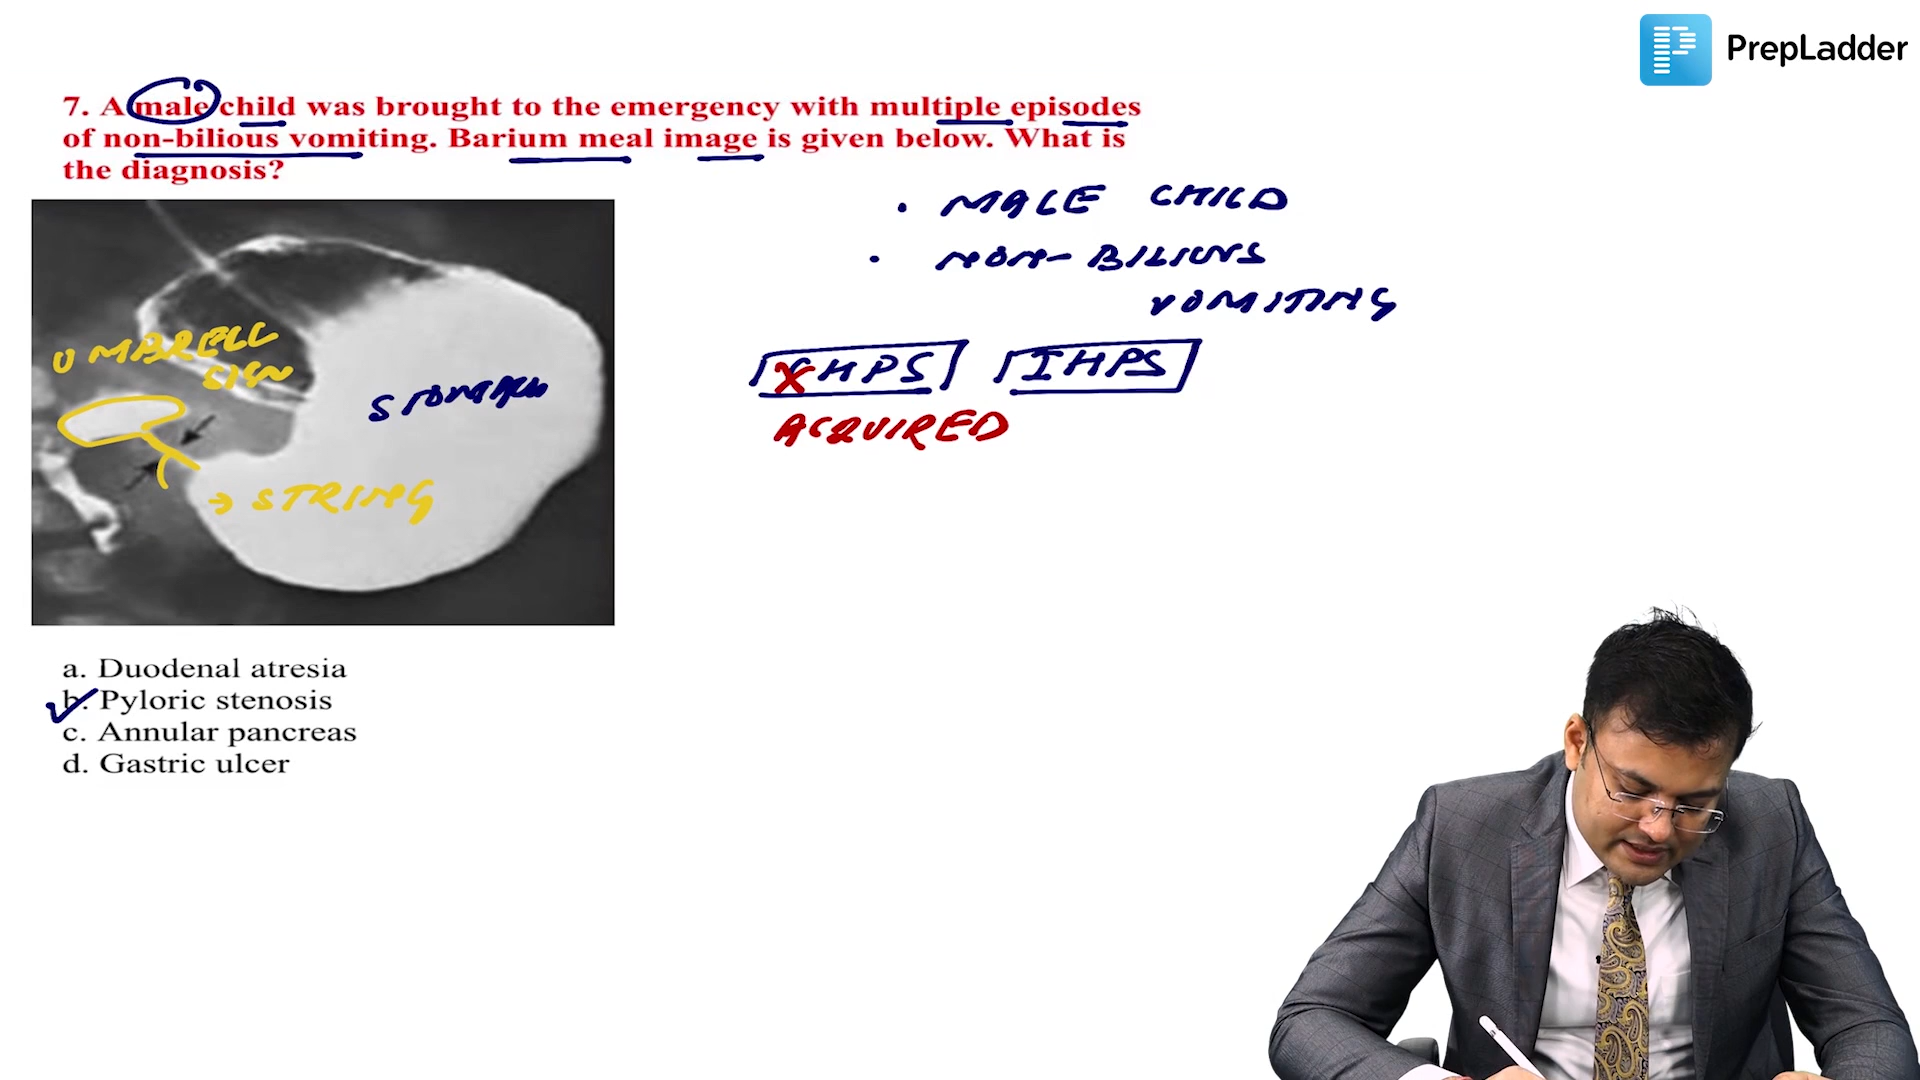 PrepLadder
7. A male child was brought to the emergency with multiple episodes
of non-bilious vomiting. Barium meal image is given below. What is
the diagnosis?
• MALE CHILD
• NON-BILIOUS
VOMITING
CHPS IHPS
ACQUIRED
UMBRELL
SIGN
STOMACH
→ STRING
a. Duodenal atresia
b. Pyloric stenosis
c. Annular pancreas
d. Gastric ulcer